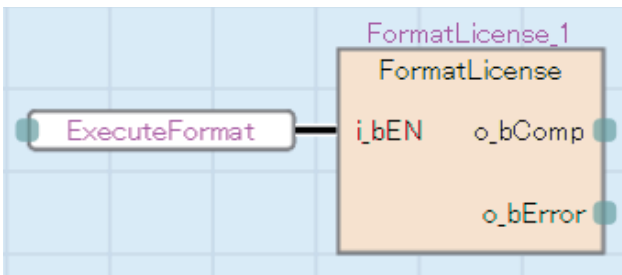 FormatLicense_1
FormatLicense
ExecuteFormat i_bEN o_bComp
o_bError